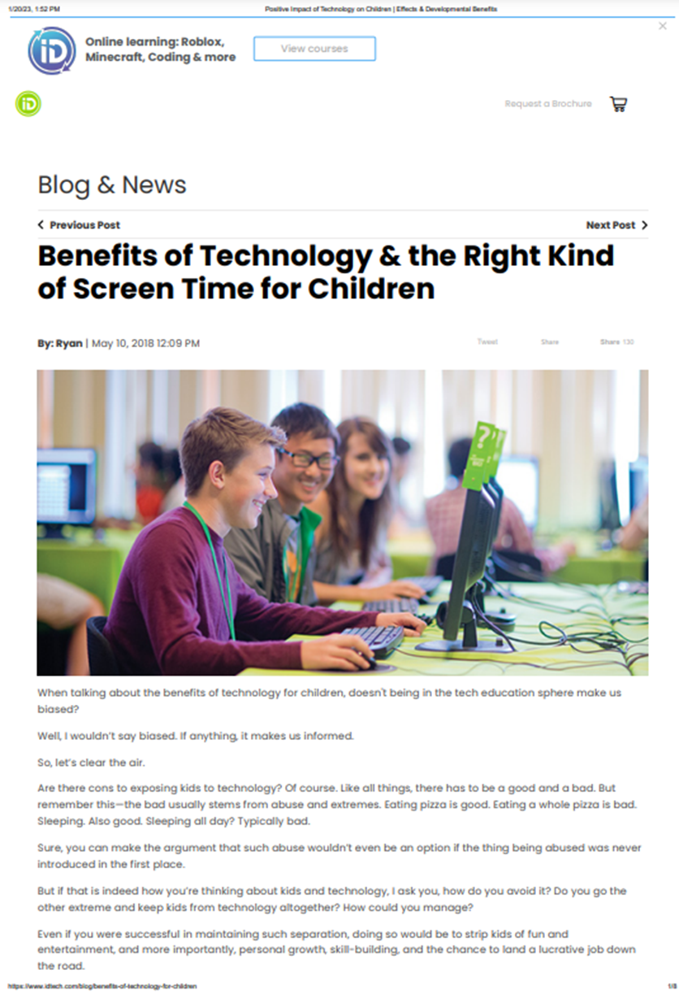 1/20/23, 1:52 PM
Positive Impact of Technology on Children | Effects & Developmental Benefits
iD
Online learning: Roblox,
Minecraft, Coding & more
View courses
iD
Request a Brochure
Blog & News
Previous Post
Next Post
Benefits of Technology & the Right Kind
of Screen Time for Children
By: Ryan | May 10, 2018 12:09 PM
Tweet
Share
Share 130
?
When talking about the benefits of technology for children, doesn't being in the tech education sphere make us
biased?
Well, I wouldn't say biased. If anything, it makes us informed.
So, let's clear the air.
Are there cons to exposing kids to technology? Of course. Like all things, there has to be a good and a bad. But
remember this—the bad usually stems from abuse and extremes. Eating pizza is good. Eating a whole pizza is bad.
Sleeping. Also good. Sleeping all day? Typically bad.
Sure, you can make the argument that such abuse wouldn't even be an option if the thing being abused was never
introduced in the first place.
But if that is indeed how you're thinking about kids and technology, I ask you, how do you avoid it? Do you go the
other extreme and keep kids from technology altogether? How could you manage?
Even if you were successful in maintaining such separation, doing so would be to strip kids of fun and
entertainment, and more importantly, personal growth, skill-building, and the chance to land a lucrative job down
the road.
https://www.idtech.com/blog/benefits-of-technology-for-children
1/8